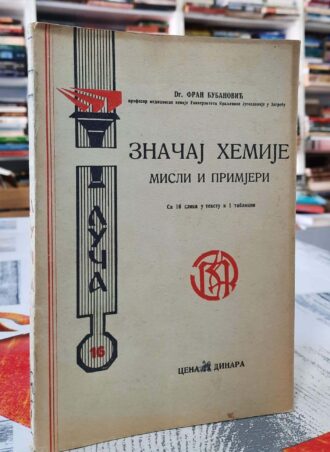 Dr. ФРАН БУБАНОВИЋ
професор медицинске хемије Универзитета Краљевине Југославије у Загребу
ЗНАЧАЈ ХЕМИЈЕ
МИСЛИ И ПРИМЈЕРИ
Са 16 слика у тексту и 1 таблицом
ЛУЧА
16
ЦЕНА ДИНАРА